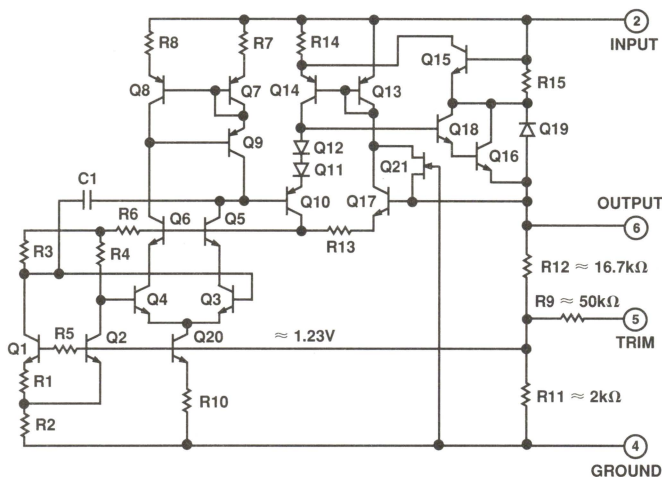 R8
R7
R14
2
INPUT
Q15
R15
Q8
Q7
Q14
Q13
Q18
Q19
Q9
Q12
Q16
Q11
Q21
C1
OUTPUT
R6
Q6
Q5
Q10
Q17
6
R3
R4
R13
R12 ≈ 16.7kΩ
Q4
Q3
R9 ≈ 50kΩ
5
TRIM
Q1
R5
Q2
Q20
≈ 1.23V
R1
R10
R11 ≈ 2kΩ
R2
4
GROUND